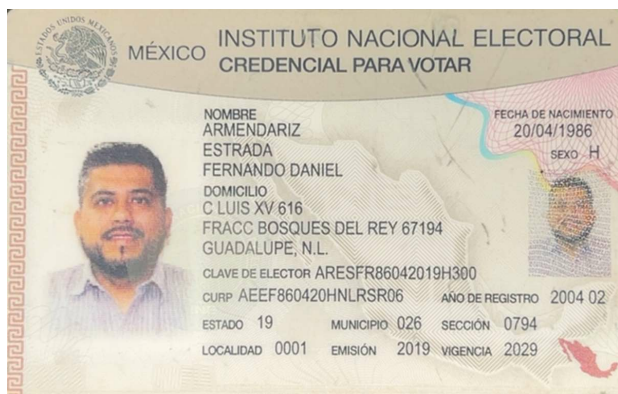 ESTADOS UNIDOS MEXICANOS
MÉXICO INSTITUTO NACIONAL ELECTORAL
CREDENCIAL PARA VOTAR
NOMBRE
ARMENDARIZ
ESTRADA
FERNANDO DANIEL
FECHA DE NACIMIENTO
20/04/1986
SEXO H
DOMICILIO
C LUIS XV 616
FRACC BOSQUES DEL REY 67194
GUADALUPE, N.L.
CLAVE DE ELECTOR ARESFR86042019H300
CURP AEEF860420HNLRSR06 AÑO DE REGISTRO 2004 02
ESTADO 19 MUNICIPIO 026 SECCIÓN 0794
LOCALIDAD 0001 EMISIÓN 2019 VIGENCIA 2029